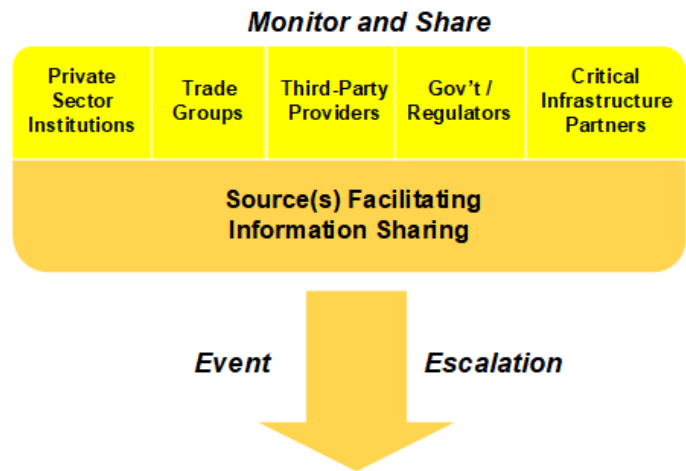 Monitor and Share
Private
Sector
Institutions
Trade
Groups
Third-Party
Providers
Gov't /
Regulators
Critical
Infrastructure
Partners
Source(s) Facilitating
Information Sharing
Event
Escalation